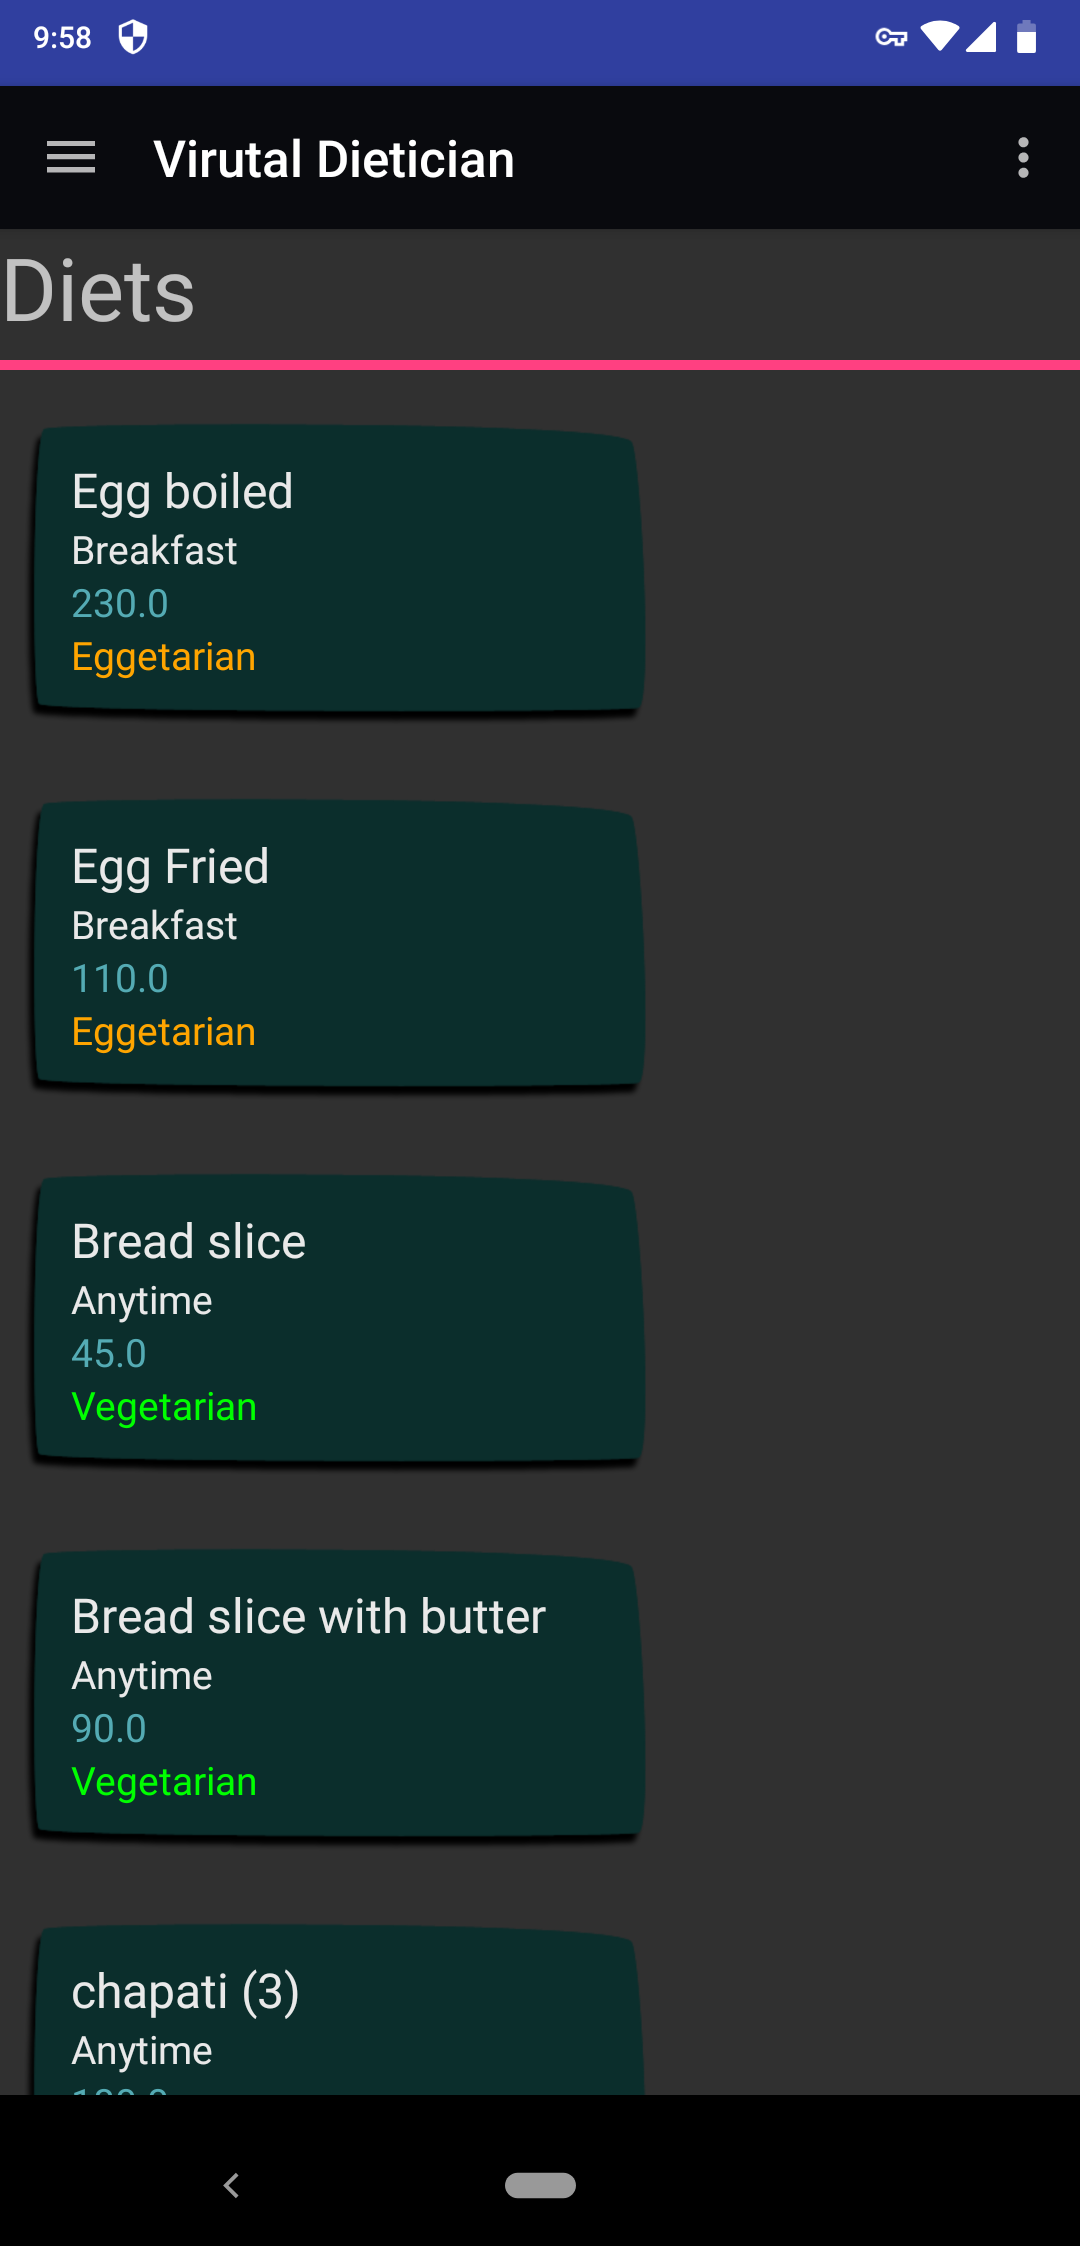 9:58
Virutal Dietician
Diets
Egg boiled
Breakfast
230.0
Eggetarian
Egg Fried
Breakfast
110.0
Eggetarian
Bread slice
Anytime
45.0
Vegetarian
Bread slice with butter
Anytime
90.0
Vegetarian
chapati (3)
Anytime